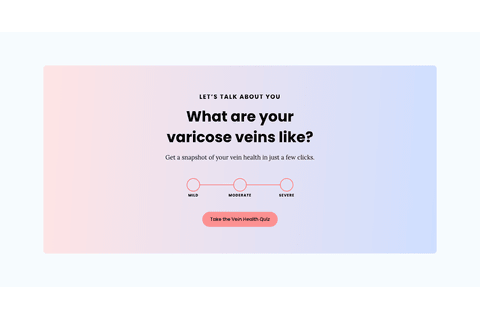 LET'S TALK ABOUT YOU
What are your
varicose veins like?
Get a snapshot of your vein health in just a few clicks.
MILD MODERATE SEVERE
Take the Vein Health Quiz